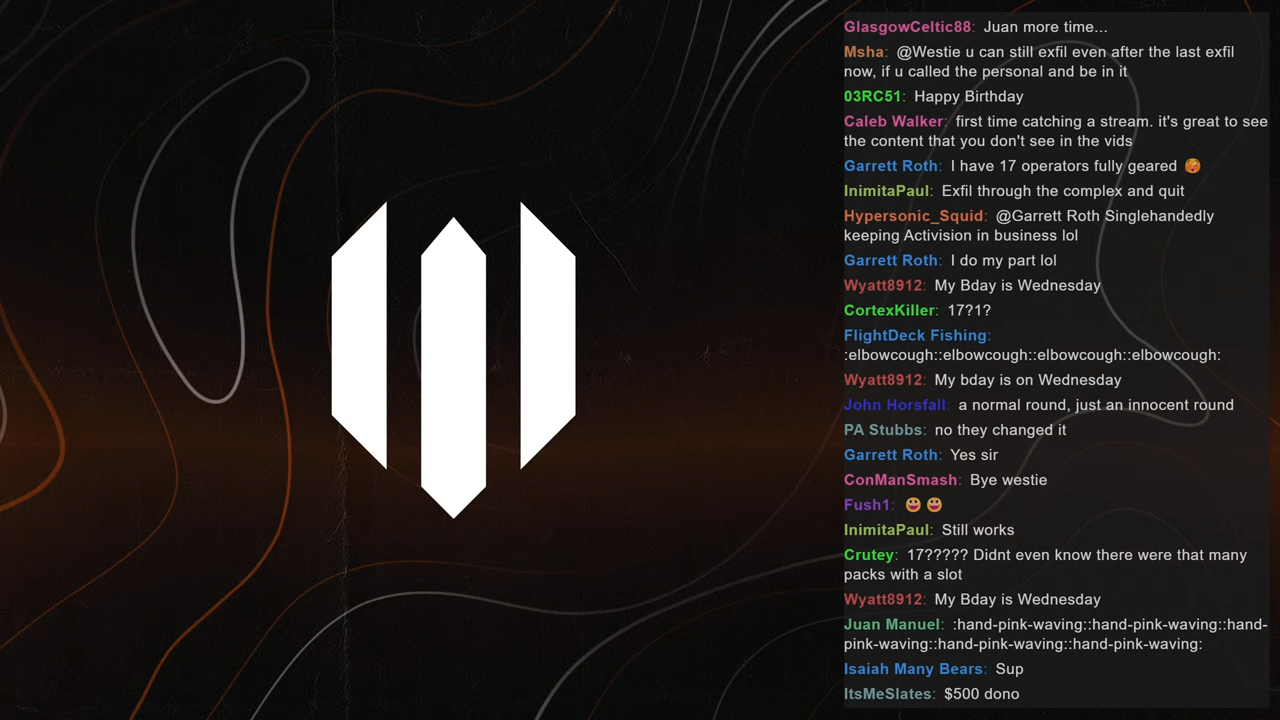 GlasgowCeltic88: Juan more time...
Msha: @Westie u can still exfil even after the last exfil
now, if u called the personal and be in it
03RC51: Happy Birthday
Caleb Walker: first time catching a stream. it's great to see
the content that you don't see in the vids
Garrett Roth: I have 17 operators fully geared
InimitaPaul: Exfil through the complex and quit
Hypersonic_Squid: @Garrett Roth Singlehandedly
keeping Activision in business lol
Garrett Roth: I do my part lol
Wyatt8912: My Bday is Wednesday
CortexKiller: 17?1?
FlightDeck Fishing:
:elbowcough::elbowcough::elbowcough::elbowcough:
Wyatt8912: My bday is on Wednesday
John Horsfall: a normal round, just an innocent round
PA Stubbs: no they changed it
Garrett Roth: Yes sir
ConManSmash: Bye westie
Fush1:
InimitaPaul: Still works
Crutey: 17????? Didnt even know there were that many
packs with a slot
Wyatt8912: My Bday is Wednesday
Juan Manuel: :hand-pink-waving::hand-pink-waving::hand-
pink-waving::hand-pink-waving::hand-pink-waving:
Isaiah Many Bears: Sup
ItsMeSlates: $500 dono